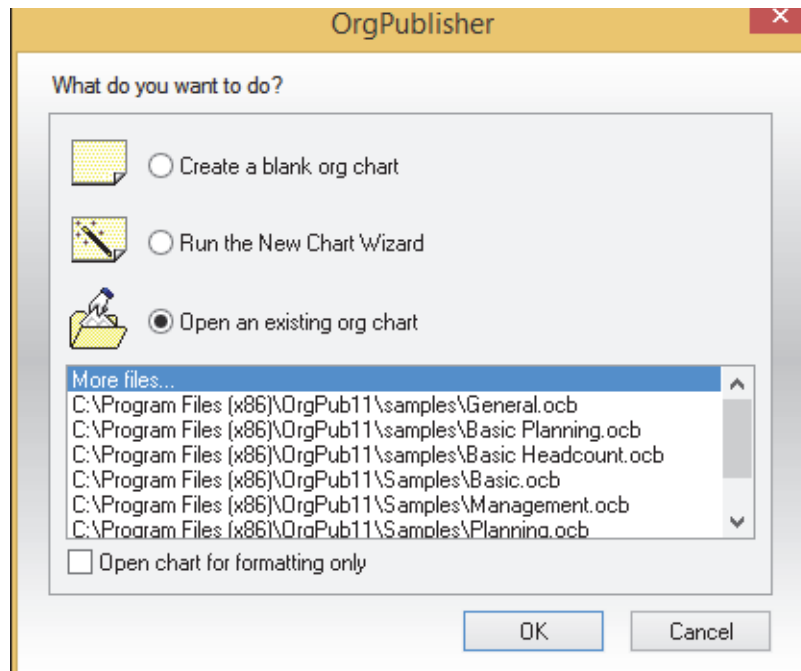 OrgPublisher
What do you want to do?
Create a blank org chart
Run the New Chart Wizard
Open an existing org chart
More files...
C:\Program Files (x86)\OrgPub11\samples\General.ocb
C:\Program Files (x86)\OrgPub11\samples\Basic Planning.ocb
C:\Program Files (x86)\OrgPub11\samples\Basic Headcount.ocb
C:\Program Files (x86)\OrgPub11\Samples\Basic.ocb
C:\Program Files (x86)\OrgPub11\Samples\Management.ocb
C:\Program Files (x86)\OrgPub11\Samples\Planning.ocb
Open chart for formatting only
OK Cancel